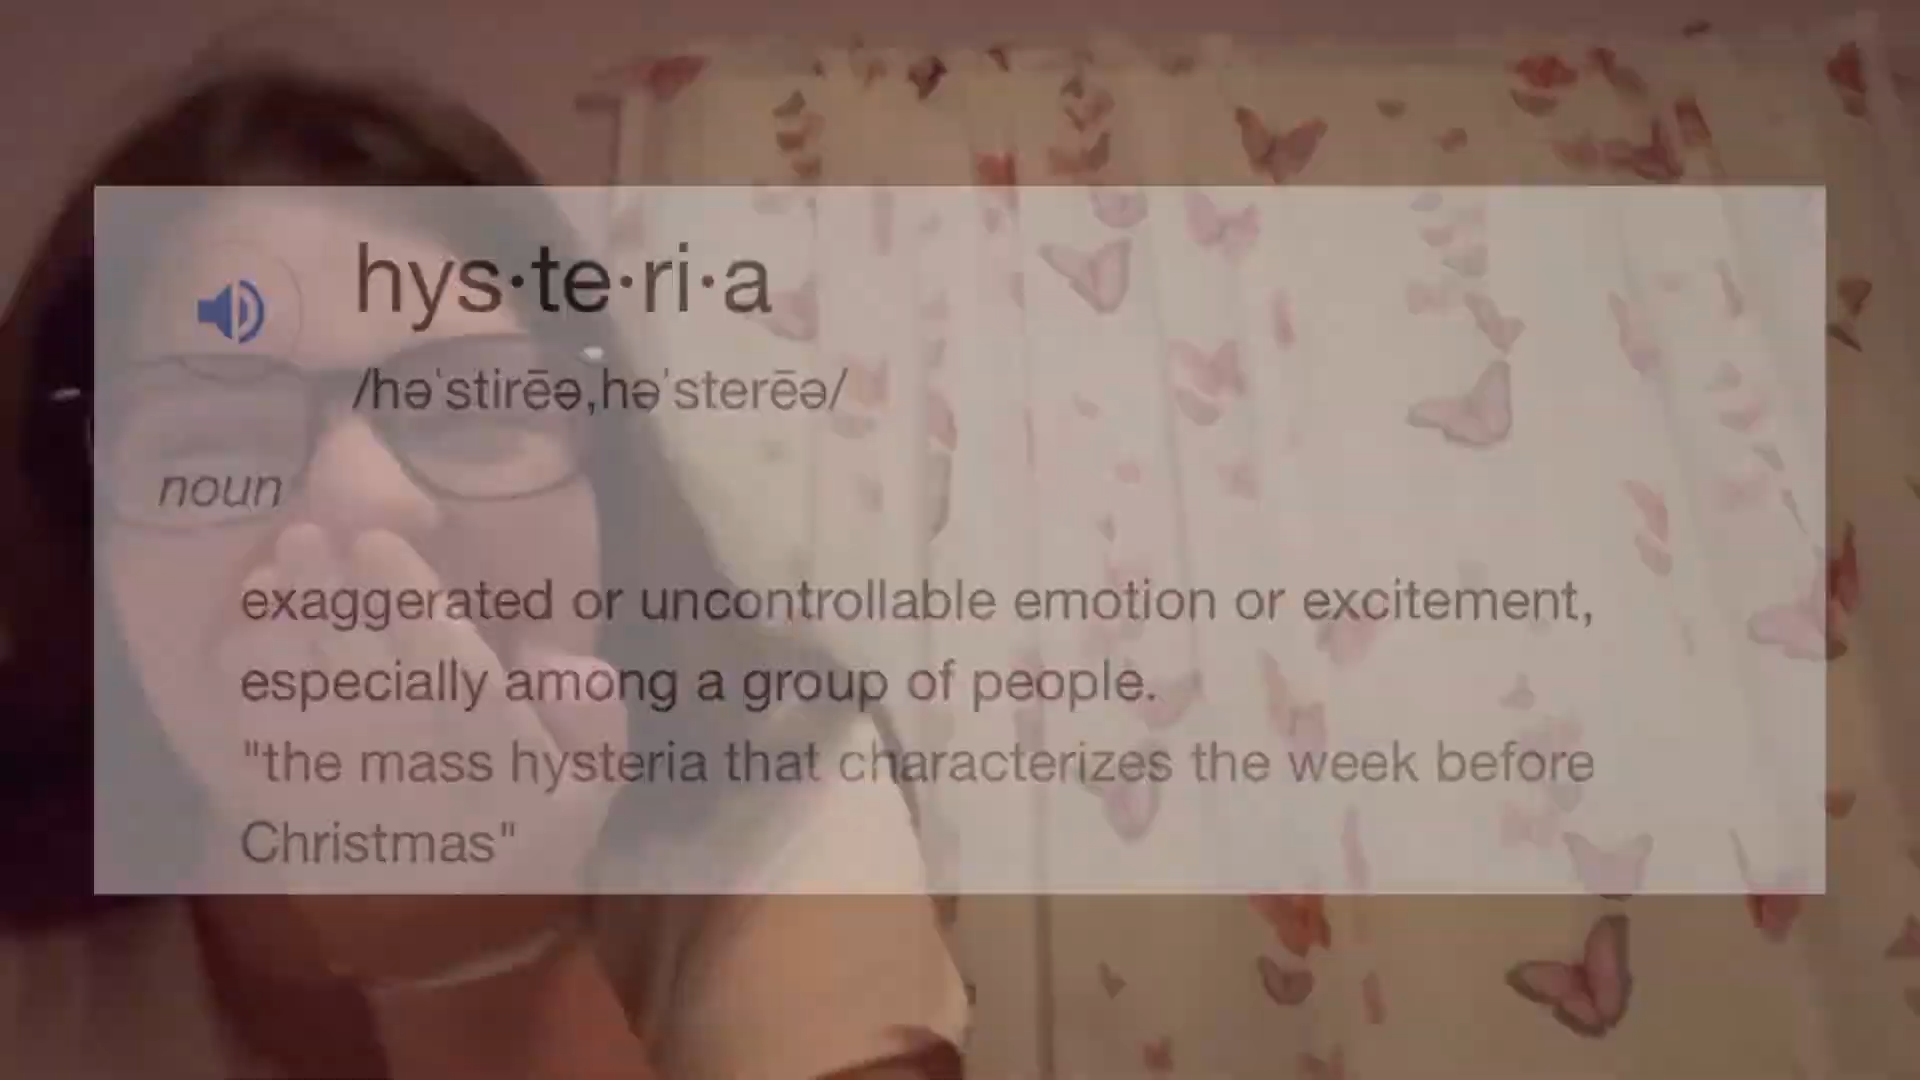 hys·te·ri·a
/həˈstirēə,həˈsterēə/
noun
exaggerated or uncontrollable emotion or excitement,
especially among a group of people.
"the mass hysteria that characterizes the week before
Christmas"